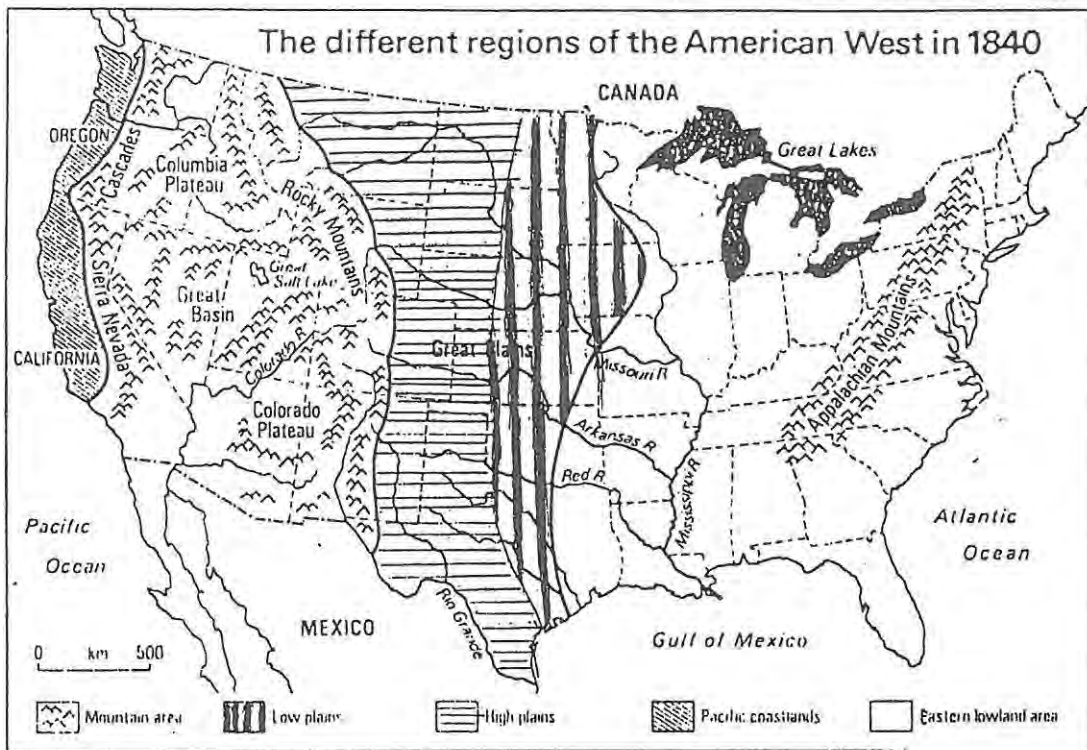 The different regions of the American West in 1840
CANADA
OREGON
Cascades
Columbia
Plateau
Rocky Mountains
Great Lakes
Great
Salt Lake
Great
Basin
Sierra Nevada
CALIFORNIA
Colorado R.
Colorado
Plateau
Great Plains
Missouri R.
Arkansas R.
Red R.
Mississippi R.
Appalachian Mountains
Pacific
Ocean
Atlantic
Ocean
MEXICO
Rio Grande
Gulf of Mexico
0 km 500
Mountain area
Low plains
High plains
Pacific coastlands
Eastern lowland area